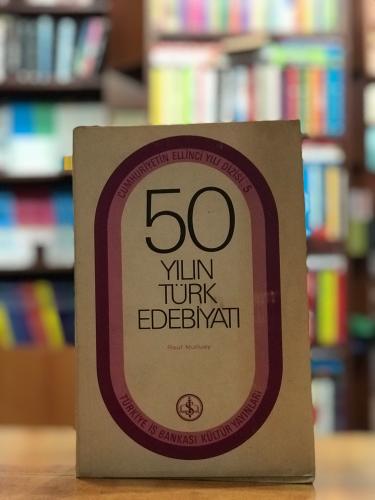 CUMHURİYETİN ELLİNCİ YILI DİZİSİ: 5
50
YILIN
TÜRK
EDEBİYATI
Rauf Mutluay
TÜRKİYE İŞ BANKASI KÜLTÜR YAYINLARI